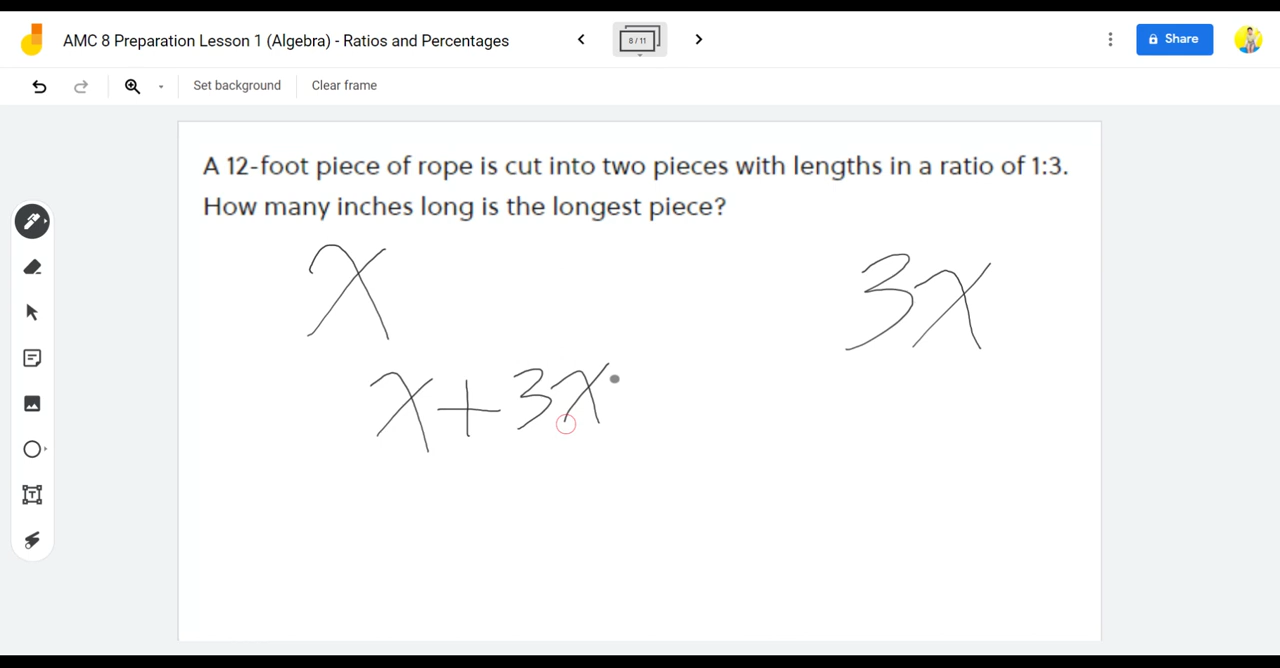 AMC 8 Preparation Lesson 1 (Algebra) - Ratios and Percentages
8 / 11
Share
Set background
Clear frame
A 12-foot piece of rope is cut into two pieces with lengths in a ratio of 1:3.
How many inches long is the longest piece?
x 3x
x+3x